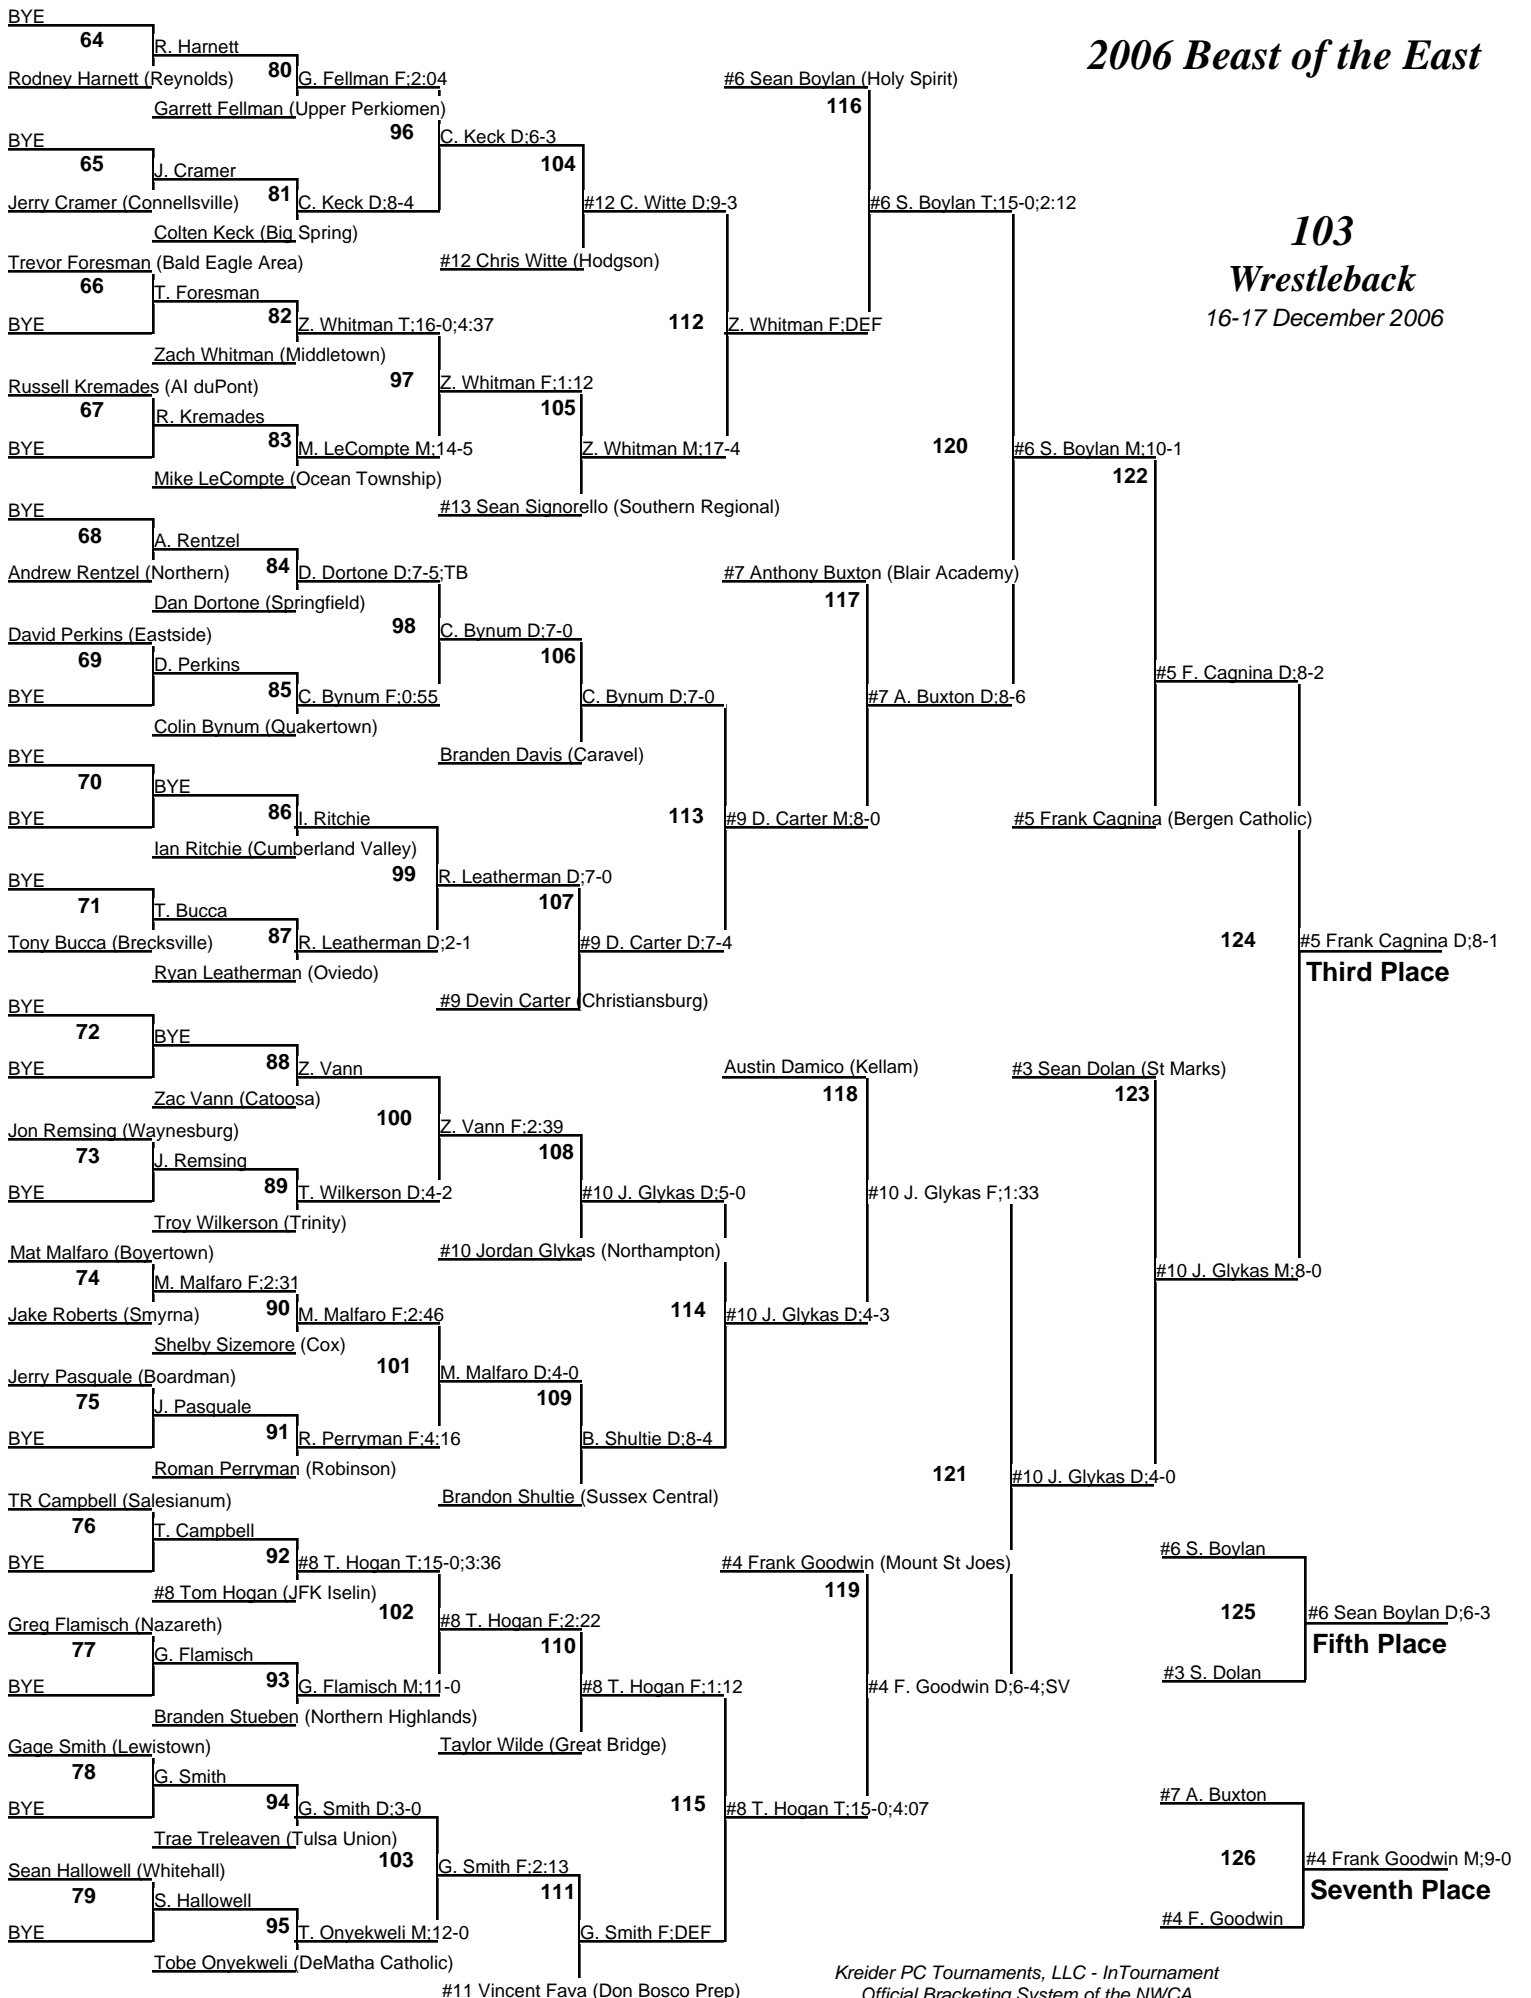 2006 Beast of the East
103
Wrestleback
16-17 December 2006
BYE
64
R. Harnett
Rodney Harnett (Reynolds)
80
G. Fellman F;2:04
Garrett Fellman (Upper Perkiomen)
96
C. Keck D;6-3
BYE
65
J. Cramer
Jerry Cramer (Connellsville)
81
C. Keck D;8-4
Colten Keck (Big Spring)
104
#12 C. Witte D;9-3
#12 Chris Witte (Hodgson)
Trevor Foresman (Bald Eagle Area)
66
T. Foresman
BYE
82
Z. Whitman T;16-0;4:37
Zach Whitman (Middletown)
97
Z. Whitman F;1:12
Russell Kremades (AI duPont)
67
R. Kremades
BYE
83
M. LeCompte M;14-5
Mike LeCompte (Ocean Township)
105
Z. Whitman M;17-4
#13 Sean Signorello (Southern Regional)
112
Z. Whitman F;DEF
#6 Sean Boylan (Holy Spirit)
116
#6 S. Boylan T;15-0;2:12
BYE
68
A. Rentzel
Andrew Rentzel (Northern)
84
D. Dortone D;7-5;TB
Dan Dortone (Springfield)
98
C. Bynum D;7-0
David Perkins (Eastside)
69
D. Perkins
BYE
85
C. Bynum F;0:55
Colin Bynum (Quakertown)
106
C. Bynum D;7-0
Branden Davis (Caravel)
BYE
70
BYE
BYE
86
I. Ritchie
Ian Ritchie (Cumberland Valley)
99
R. Leatherman D;7-0
BYE
71
T. Bucca
Tony Bucca (Brecksville)
87
R. Leatherman D;2-1
Ryan Leatherman (Oviedo)
107
#9 D. Carter D;7-4
#9 Devin Carter (Christiansburg)
113
#9 D. Carter M;8-0
#7 Anthony Buxton (Blair Academy)
117
#7 A. Buxton D;8-6
120
#6 S. Boylan M;10-1
122
#5 F. Cagnina D;8-2
#5 Frank Cagnina (Bergen Catholic)
124
#5 Frank Cagnina D;8-1
Third Place
BYE
72
BYE
BYE
88
Z. Vann
Zac Vann (Catoosa)
100
Z. Vann F;2:39
Jon Remsing (Waynesburg)
73
J. Remsing
BYE
89
T. Wilkerson D;4-2
Troy Wilkerson (Trinity)
108
#10 J. Glykas D;5-0
#10 Jordan Glykas (Northampton)
Mat Malfaro (Boyertown)
74
M. Malfaro F;2:31
Jake Roberts (Smyrna)
90
M. Malfaro F;2:46
Shelby Sizemore (Cox)
101
M. Malfaro D;4-0
Jerry Pasquale (Boardman)
75
J. Pasquale
BYE
91
R. Perryman F;4:16
Roman Perryman (Robinson)
109
B. Shultie D;8-4
Brandon Shultie (Sussex Central)
114
#10 J. Glykas D;4-3
Austin Damico (Kellam)
118
#10 J. Glykas F;1:33
#3 Sean Dolan (St Marks)
123
#10 J. Glykas M;8-0
121
#10 J. Glykas D;4-0
TR Campbell (Salesianum)
76
T. Campbell
BYE
92
#8 T. Hogan T;15-0;3:36
#8 Tom Hogan (JFK Iselin)
102
#8 T. Hogan F;2:22
Greg Flamisch (Nazareth)
77
G. Flamisch
BYE
93
G. Flamisch M;11-0
Branden Stueben (Northern Highlands)
110
#8 T. Hogan F;1:12
Taylor Wilde (Great Bridge)
Gage Smith (Lewistown)
78
G. Smith
BYE
94
G. Smith D;3-0
Trae Treleaven (Tulsa Union)
103
G. Smith F;2:13
Sean Hallowell (Whitehall)
79
S. Hallowell
BYE
95
T. Onyekweli M;12-0
Tobe Onyekweli (DeMatha Catholic)
111
G. Smith F;DEF
#11 Vincent Fava (Don Bosco Prep)
115
#8 T. Hogan T;15-0;4:07
#4 Frank Goodwin (Mount St Joes)
119
#4 F. Goodwin D;6-4;SV
#6 S. Boylan
125
#6 Sean Boylan D;6-3
Fifth Place
#3 S. Dolan
#7 A. Buxton
126
#4 Frank Goodwin M;9-0
Seventh Place
#4 F. Goodwin
Kreider PC Tournaments, LLC - InTournament
Official Bracketing System of the NWCA